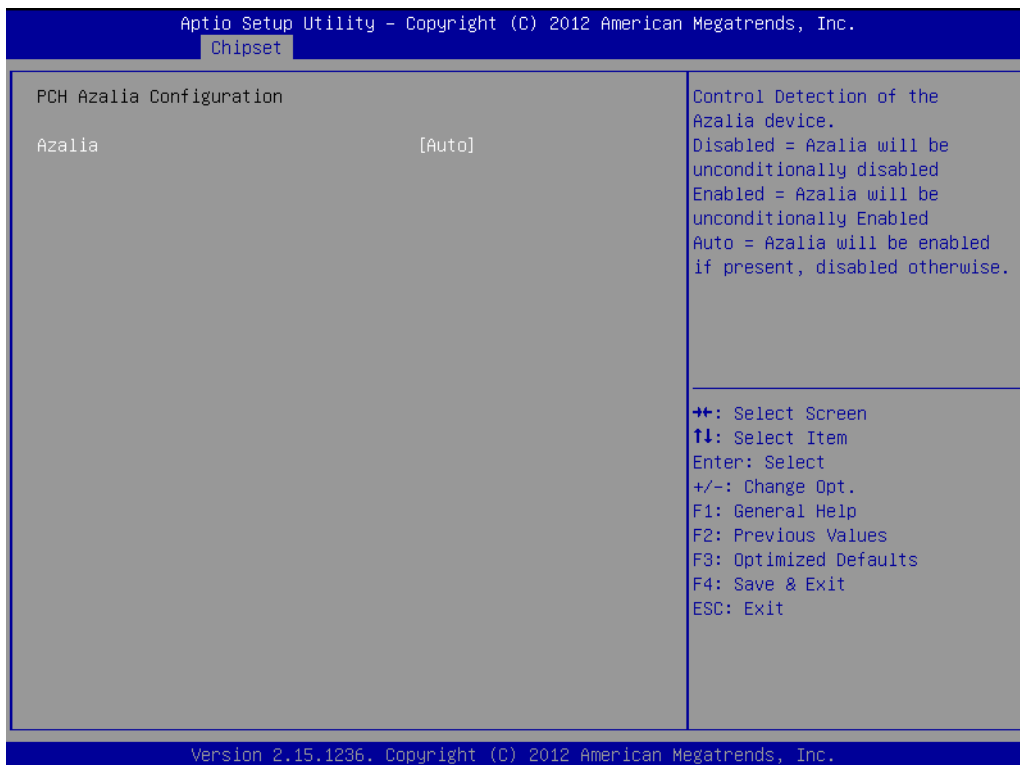 Aptio Setup Utility – Copyright (C) 2012 American Megatrends, Inc.
Chipset
PCH Azalia Configuration
Azalia [Auto]
Control Detection of the
Azalia device.
Disabled = Azalia will be
unconditionally disabled
Enabled = Azalia will be
unconditionally Enabled
Auto = Azalia will be enabled
if present, disabled otherwise.
→←: Select Screen
↑↓: Select Item
Enter: Select
+/-: Change Opt.
F1: General Help
F2: Previous Values
F3: Optimized Defaults
F4: Save & Exit
ESC: Exit
Version 2.15.1236. Copyright (C) 2012 American Megatrends, Inc.